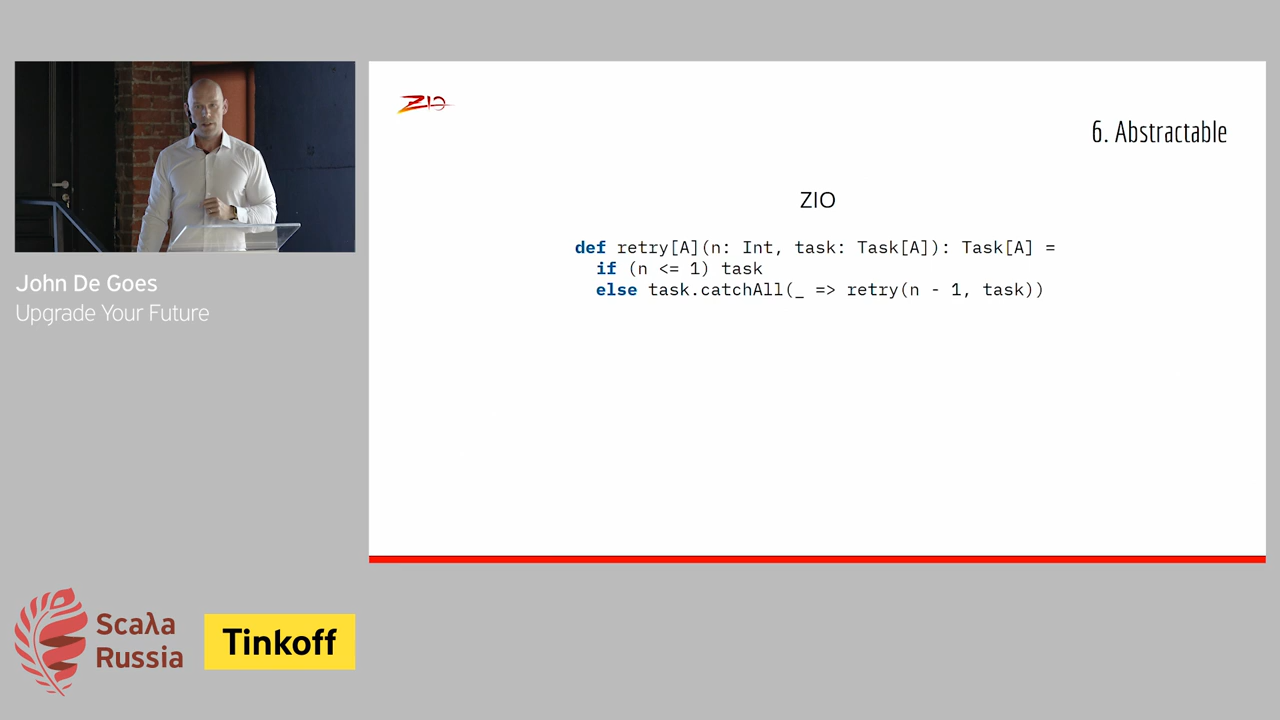 ZIO
6. Abstractable
ZIO
def retry[A](n: Int, task: Task[A]): Task[A] =
  if (n <= 1) task
  else task.catchAll(_ => retry(n - 1, task))
John De Goes
Upgrade Your Future
Scaλa
Russia
Tinkoff